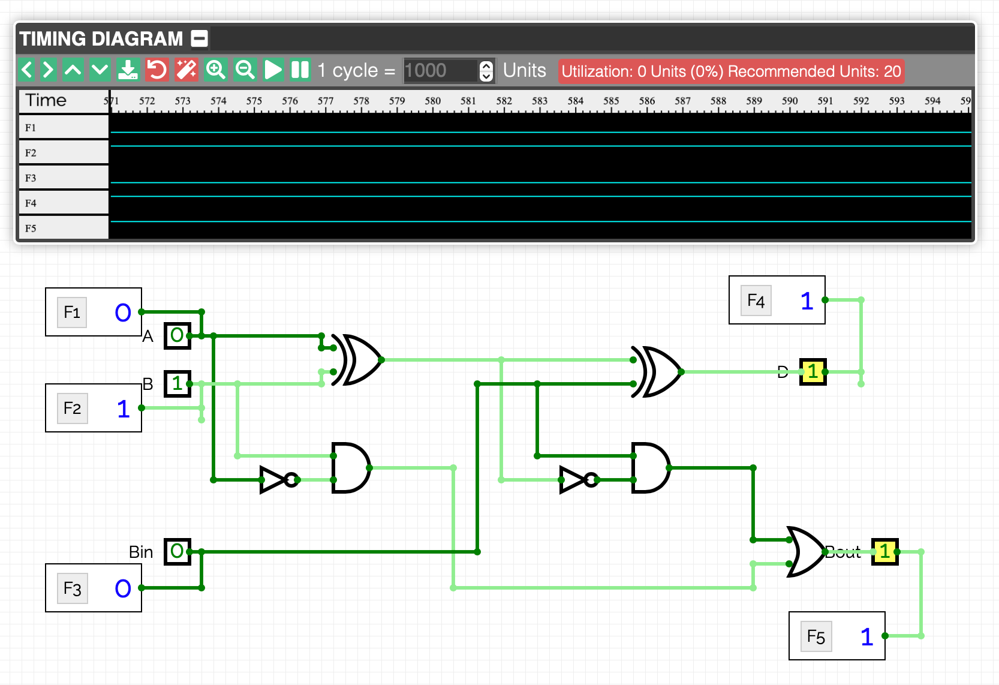 TIMING DIAGRAM
1 cycle = 1000 Units Utilization: 0 Units (0%) Recommended Units: 20
Time 571 572 573 574 575 576 577 578 579 580 581 582 583 584 585 586 587 588 589 590 591 592 593 594 59
F1
F2
F3
F4
F5
F4 1
F1 0
A 0
D 1
B 1
F2 1
Bin 0
Bout 1
F3 0
F5 1